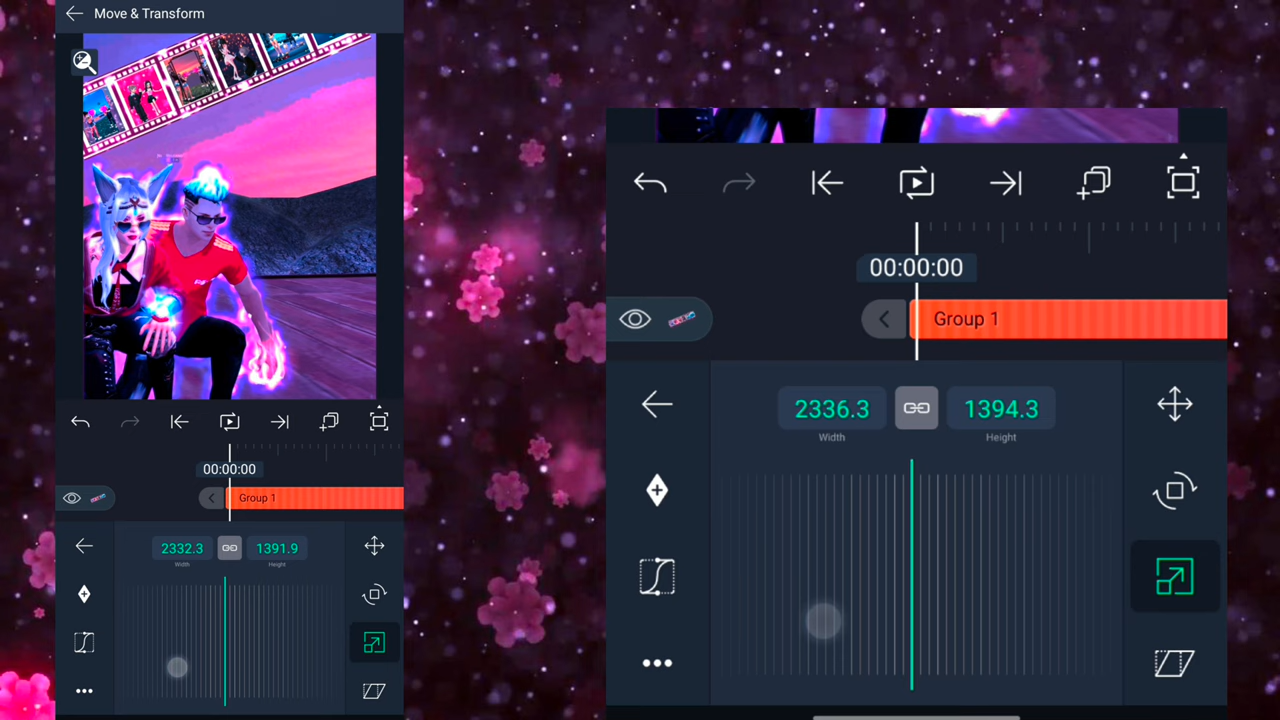 Move & Transform
00:00:00
Group 1
2332.3
1391.9
Width
Height
00:00:00
Group 1
2336.3
1394.3
Width
Height